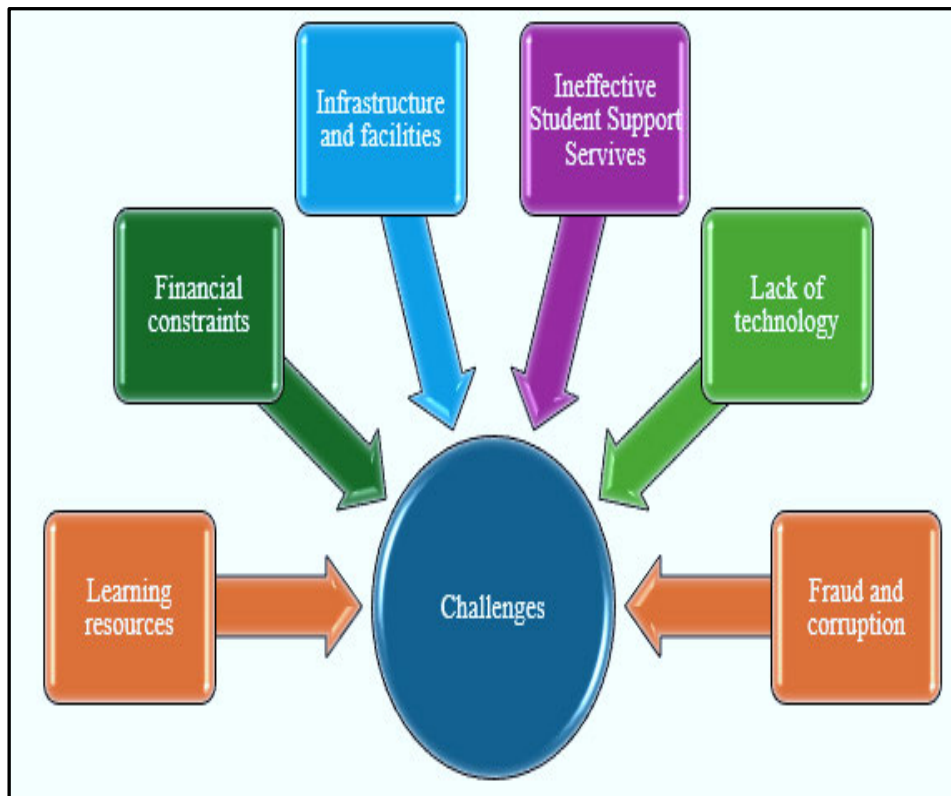 Infrastructure
and facilities
Ineffective
Student Support
Servives
Financial
constraints
Lack of
technology
Learning
resources
Challenges
Fraud and
corruption